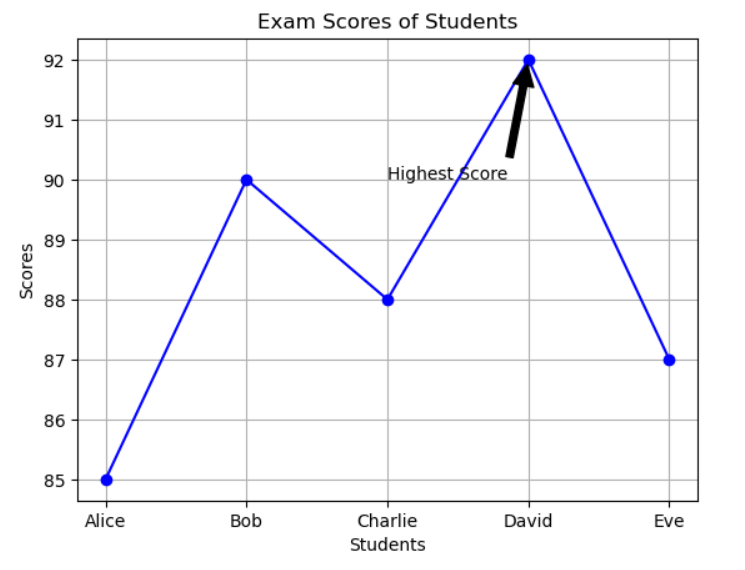 Exam Scores of Students
92
91
90
89
88
87
86
85
Scores
Highest Score
Alice Bob Charlie David Eve
Students